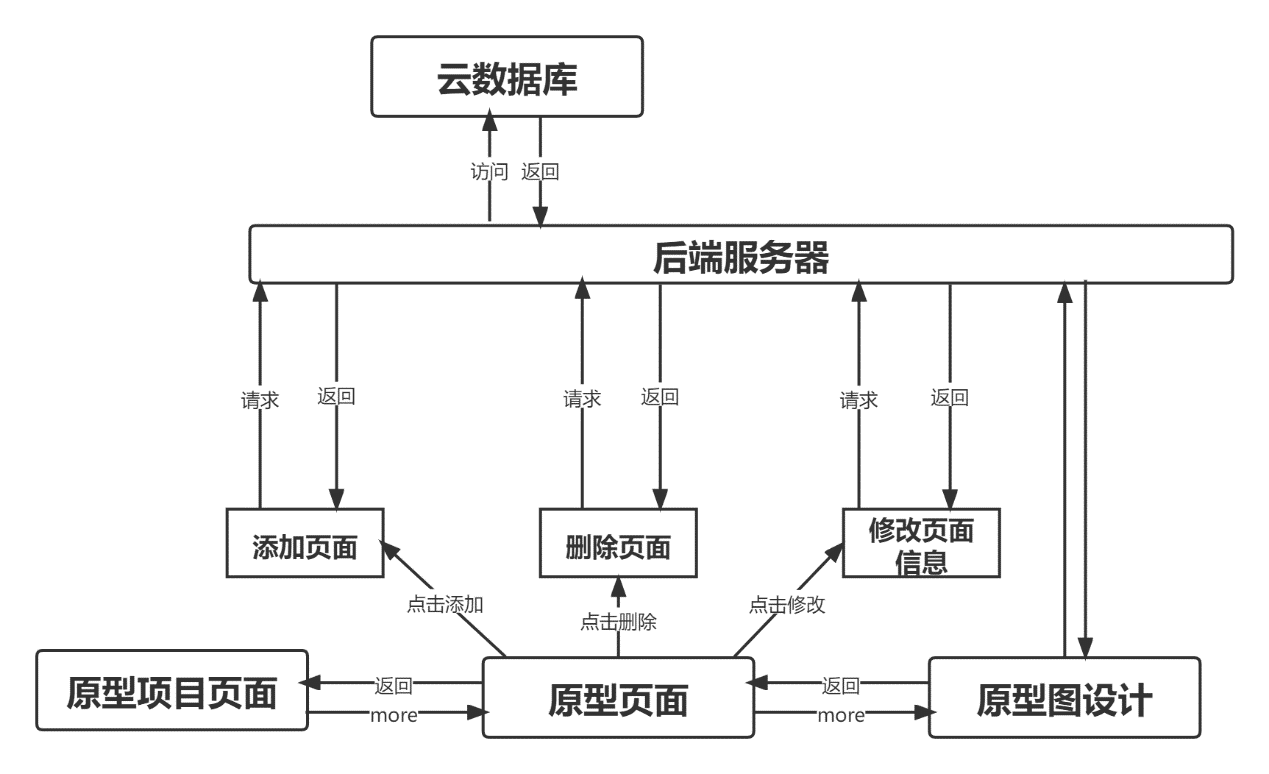 云数据库
访问
返回
后端服务器
请求
返回
请求
返回
请求
返回
添加页面
删除页面
修改页面
信息
点击添加
点击删除
点击修改
原型项目页面
返回
more
原型页面
返回
more
原型图设计